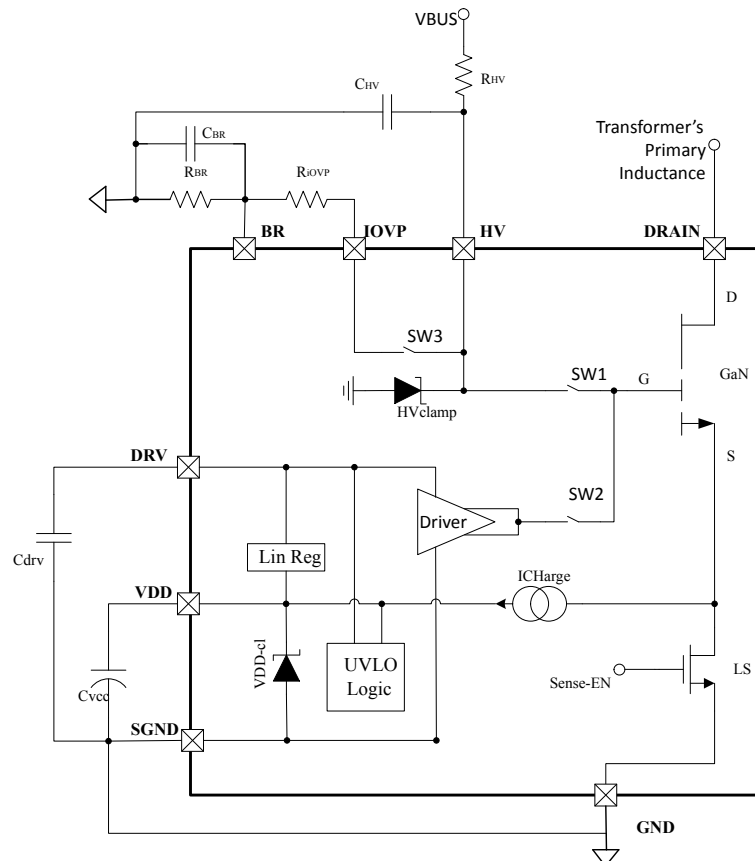 VBUS
RHV
CHV
CBR
RBR
RiOVP
Transformer's
Primary
Inductance
BR
IOVP
HV
DRAIN
D
SW3
SW1
G
GaN
HVclamp
S
DRV
SW2
Driver
Cdrv
Lin Reg
ICHarge
VDD
VDD-cl
UVLO
Logic
Sense-EN
LS
Cvcc
SGND
GND